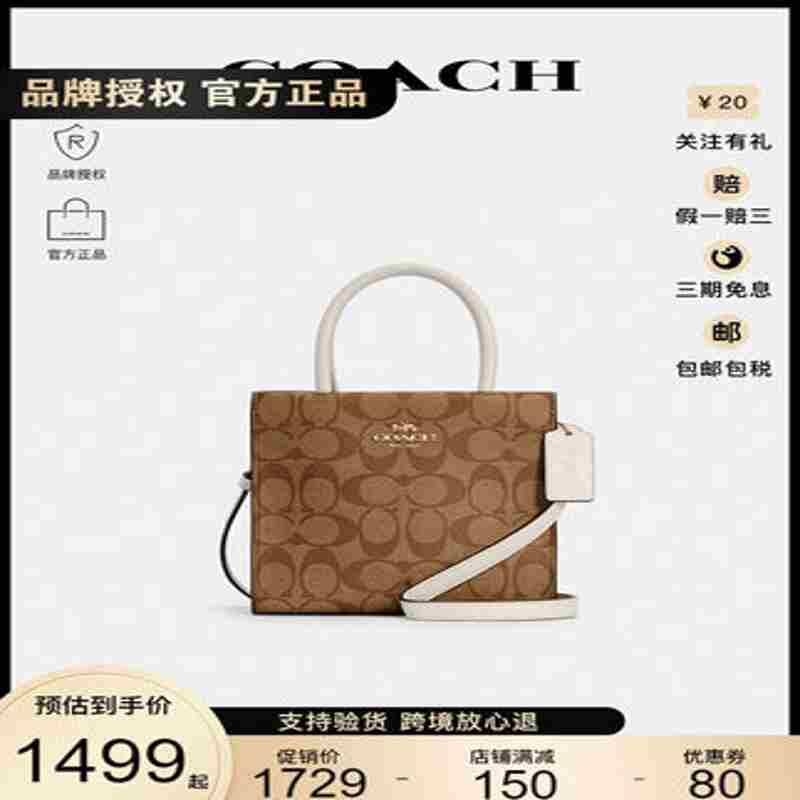 COACH
品牌授权 官方正品
R
品牌授权
官方正品
¥ 20
关注有礼
赔
假一赔三
三期免息
邮
包邮包税
COACH
支持验货 跨境放心退
预估到手价
1499起
促销价
1729
-
店铺满减
150
-
优惠券
80